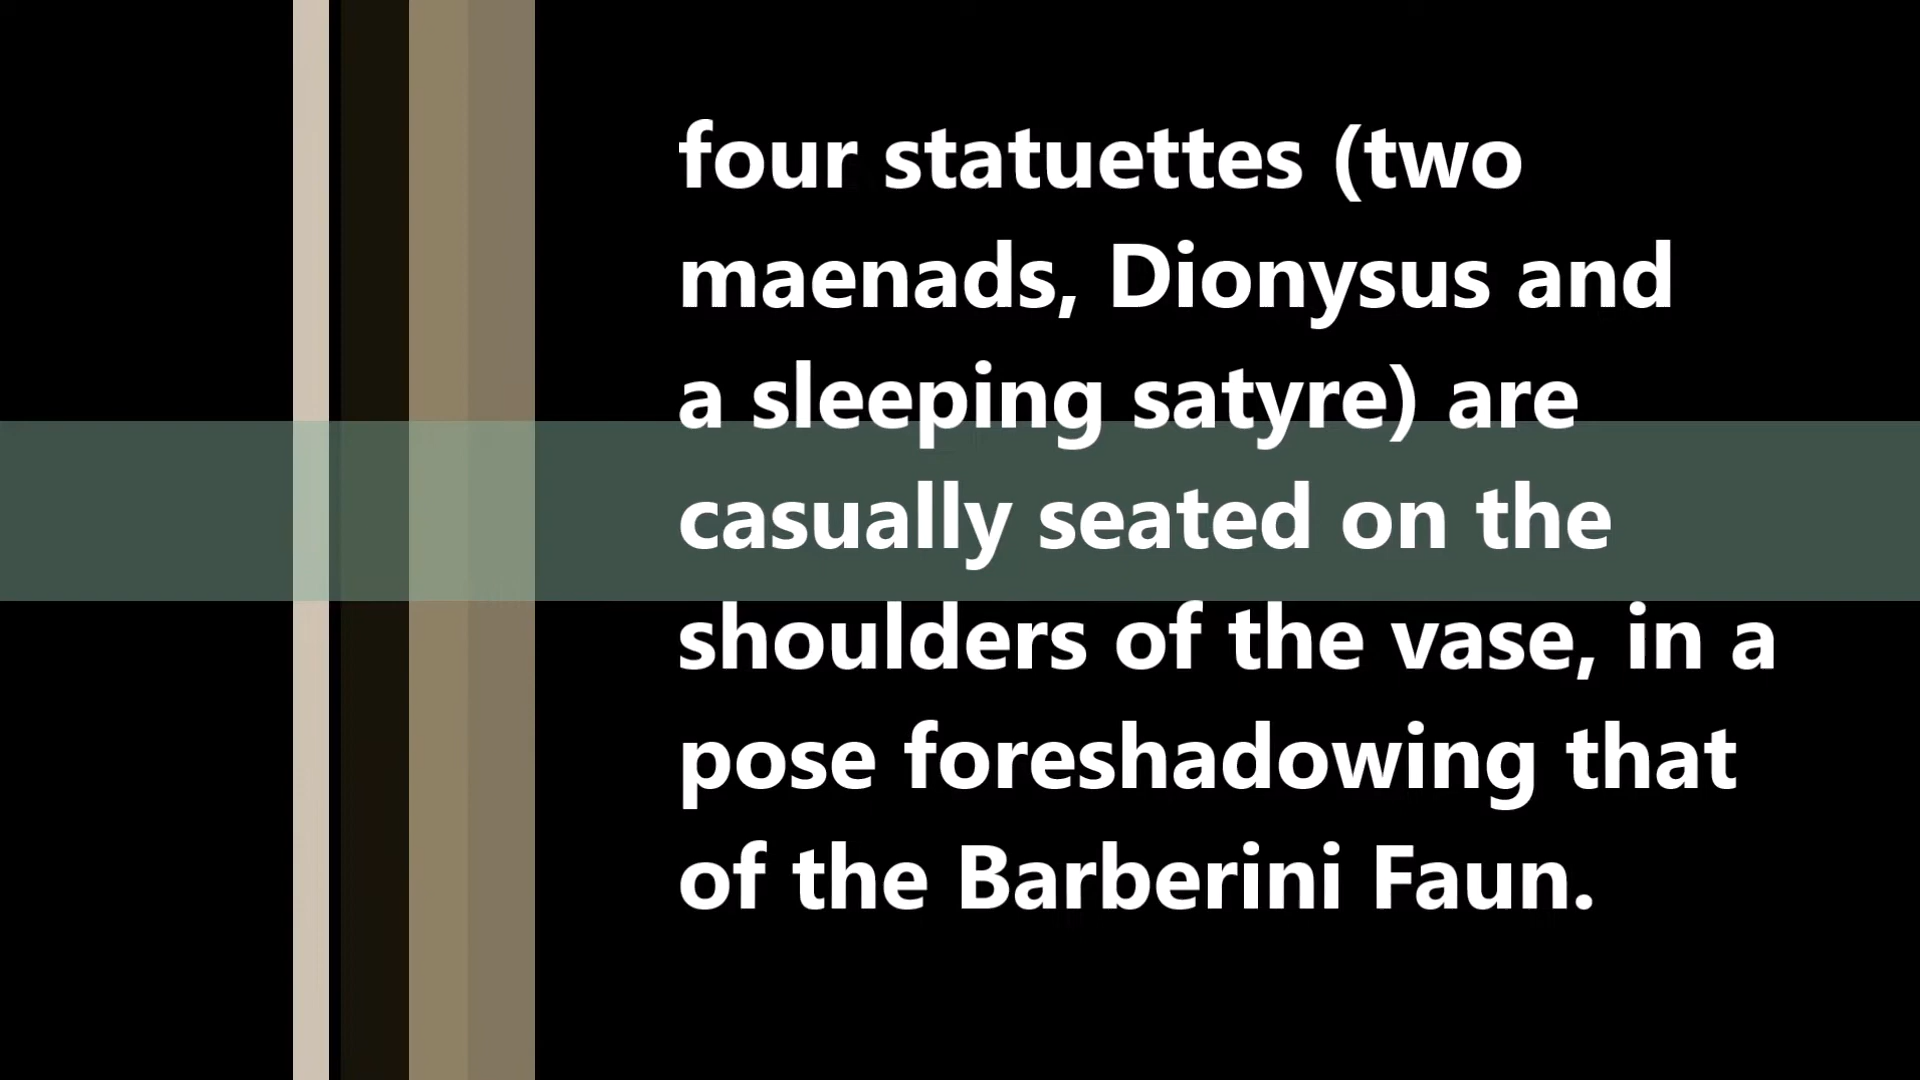 four statuettes (two
maenads, Dionysus and
a sleeping satyre) are
casually seated on the
shoulders of the vase, in a
pose foreshadowing that
of the Barberini Faun.